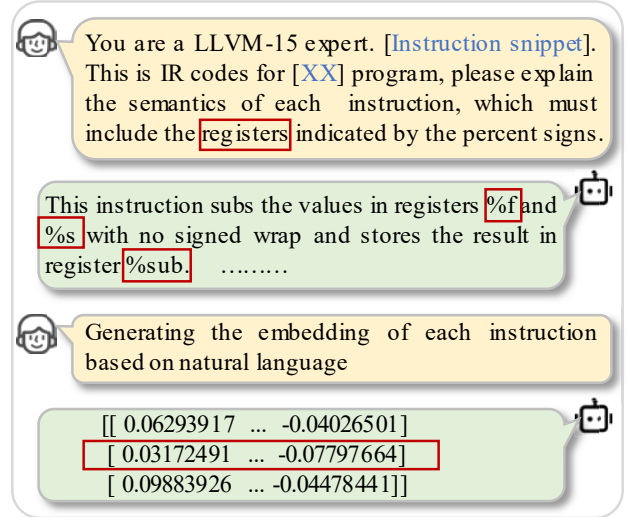 You are a LLVM-15 expert. [Instruction snippet].
This is IR codes for [XX] program, please explain
the semantics of each instruction, which must
include the registers indicated by the percent signs.
This instruction subs the values in registers %f and
%s with no signed wrap and stores the result in
register %sub. ………
Generating the embedding of each instruction
based on natural language
[[ 0.06293917 ... -0.04026501]
[ 0.03172491 ... -0.07797664]
[ 0.09883926 ... -0.04478441]]